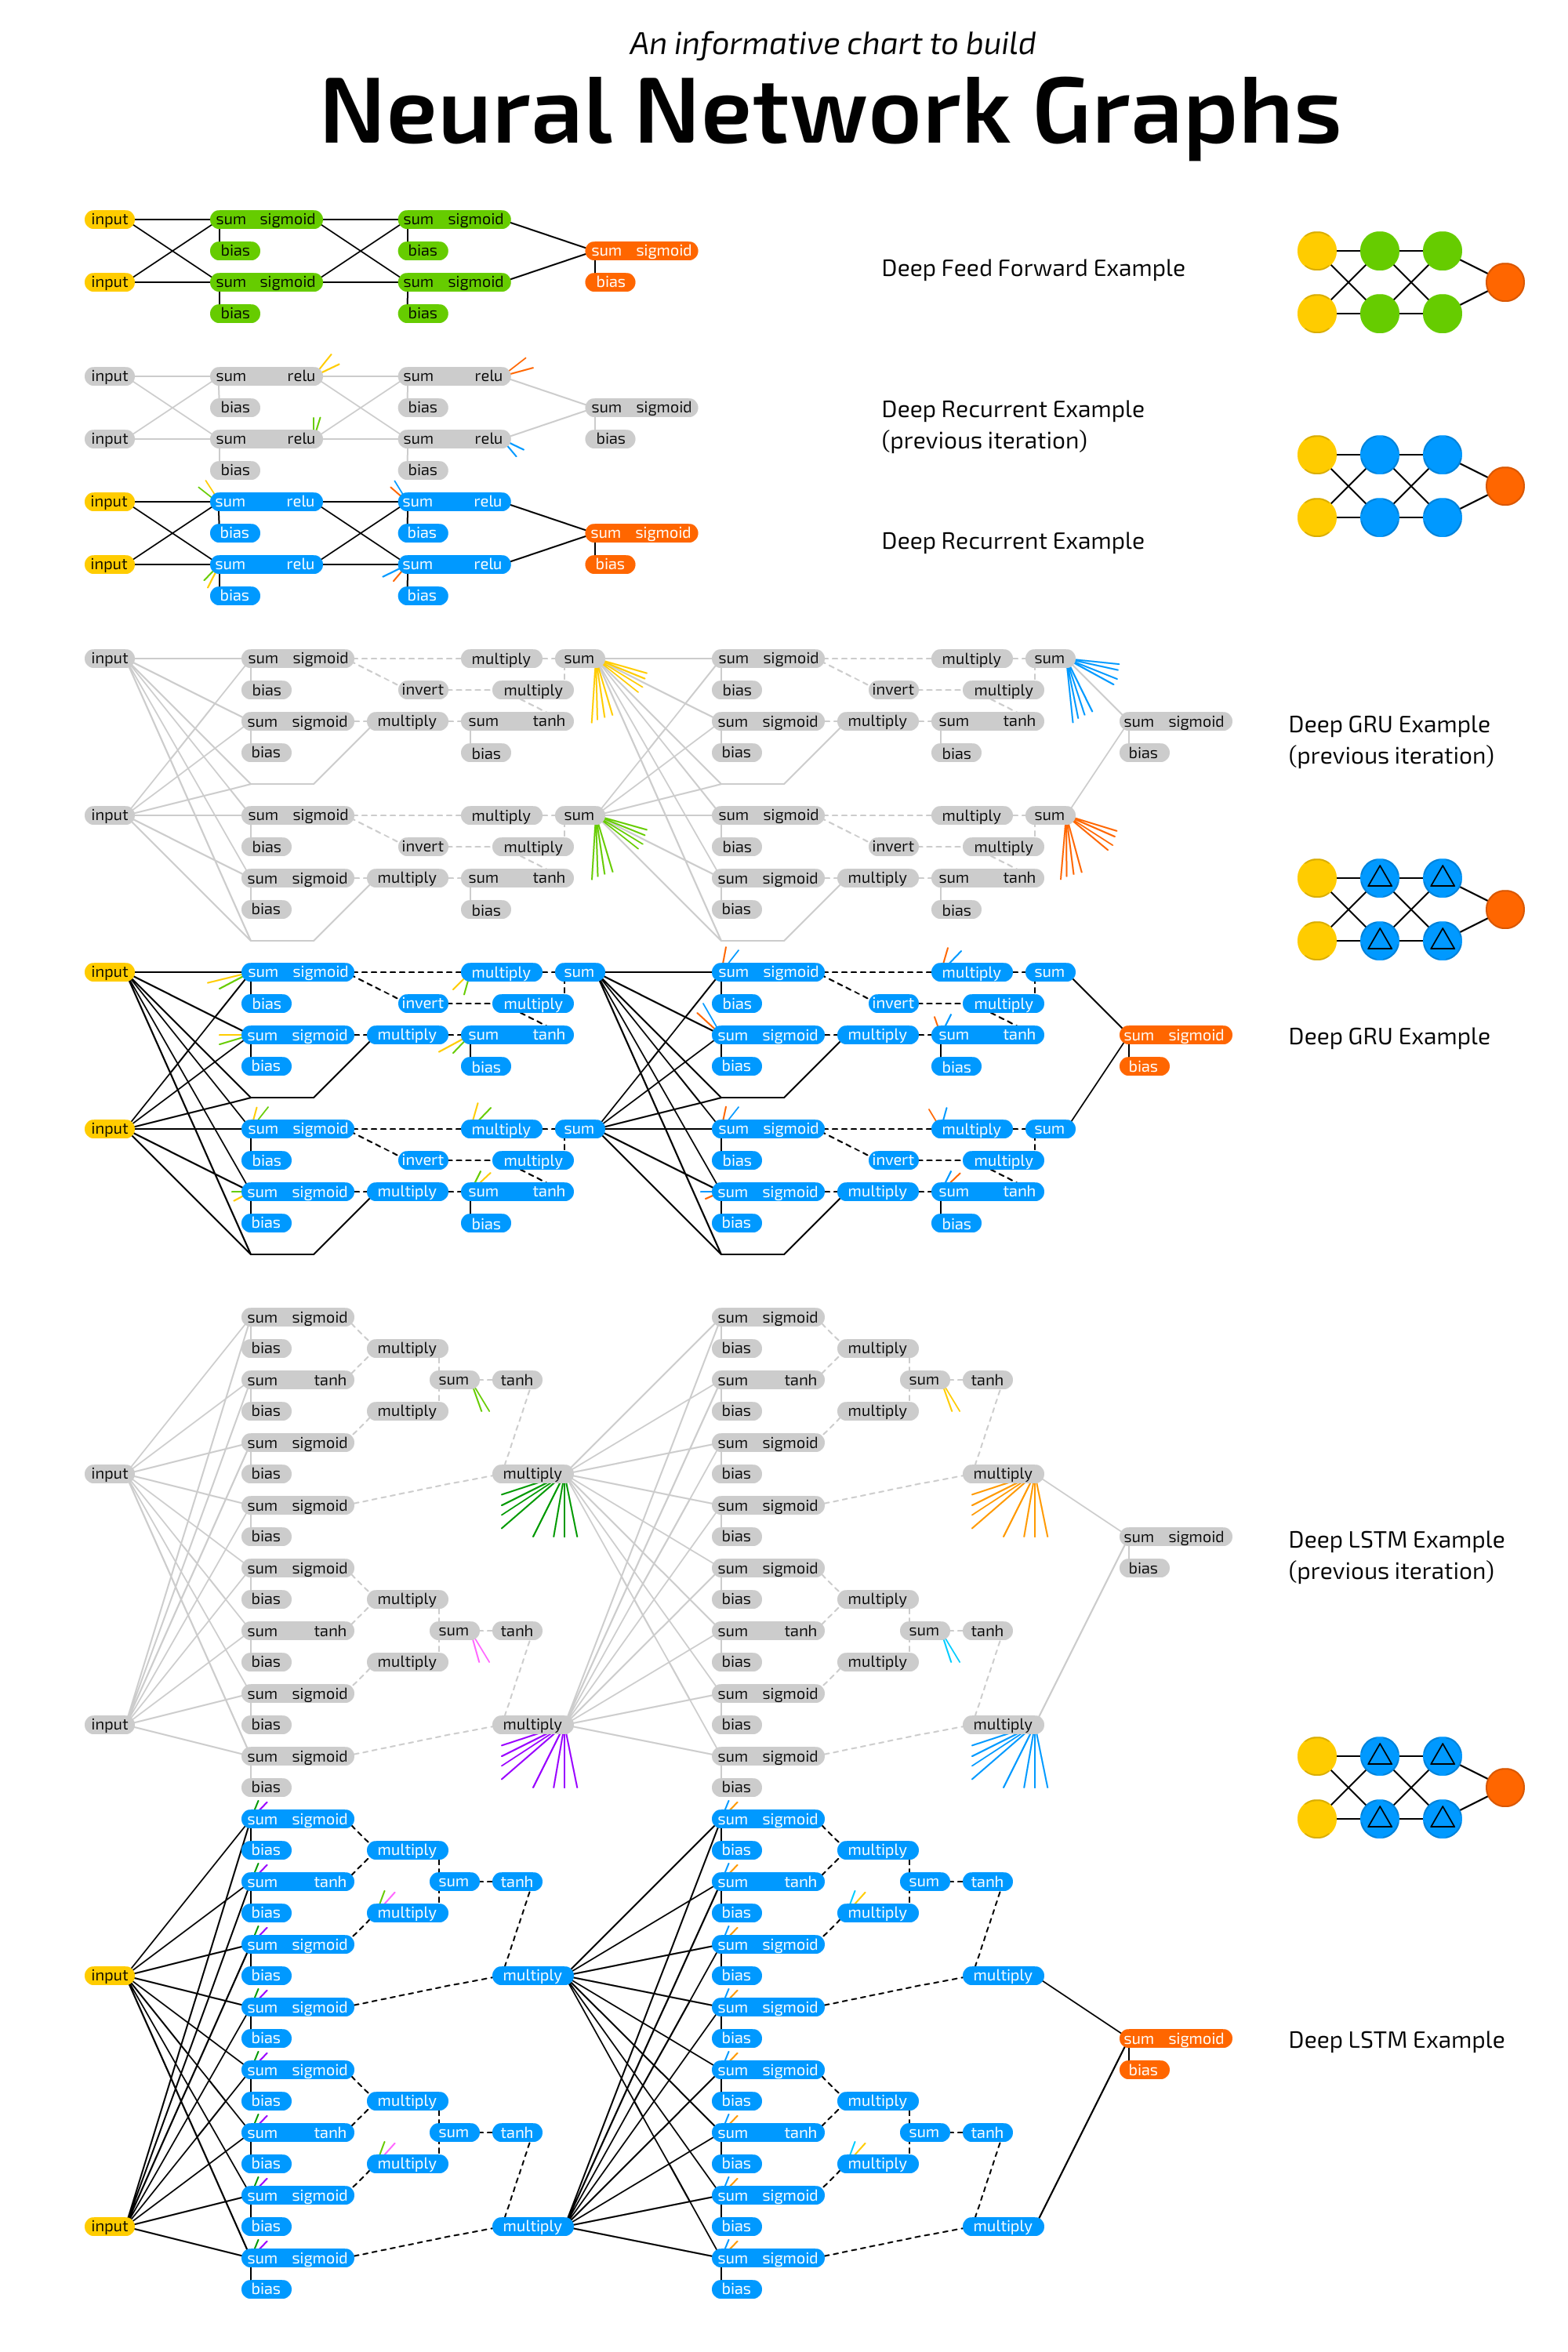 An informative chart to build
Neural Network Graphs
input sum sigmoid sum sigmoid
bias bias sum sigmoid
Deep Feed Forward Example
input sum sigmoid sum sigmoid bias
bias bias
input sum relu sum relu
bias bias sum sigmoid
Deep Recurrent Example
(previous iteration)
input sum relu sum relu bias
bias bias
input sum relu sum relu
bias bias sum sigmoid
Deep Recurrent Example
input sum relu sum relu bias
bias bias
input sum sigmoid multiply sum sum sigmoid multiply sum
bias invert multiply bias invert multiply
sum sigmoid multiply sum tanh sum sigmoid multiply sum tanh sum sigmoid
Deep GRU Example
(previous iteration)
bias bias bias bias bias
input sum sigmoid multiply sum sum sigmoid multiply sum
bias invert multiply bias invert multiply
sum sigmoid multiply sum tanh sum sigmoid multiply sum tanh
bias bias bias bias
input sum sigmoid multiply sum sum sigmoid multiply sum
bias invert multiply bias invert multiply
sum sigmoid multiply sum tanh sum sigmoid multiply sum tanh sum sigmoid
Deep GRU Example
bias bias bias bias bias
input sum sigmoid multiply sum sum sigmoid multiply sum
bias invert multiply bias invert multiply
sum sigmoid multiply sum tanh sum sigmoid multiply sum tanh
bias bias bias bias
sum sigmoid sum sigmoid
bias multiply bias multiply
sum tanh sum tanh sum tanh sum tanh
bias multiply bias multiply
sum sigmoid sum sigmoid
input bias multiply bias multiply
sum sigmoid sum sigmoid
bias bias sum sigmoid
Deep LSTM Example
(previous iteration)
sum sigmoid sum sigmoid bias
bias multiply bias multiply
sum tanh sum tanh sum tanh sum tanh
bias multiply bias multiply
sum sigmoid sum sigmoid
input bias multiply bias multiply
sum sigmoid sum sigmoid
bias bias
sum sigmoid sum sigmoid
bias multiply bias multiply
sum tanh sum tanh sum tanh sum tanh
bias multiply bias multiply
sum sigmoid sum sigmoid
input bias multiply bias multiply
sum sigmoid sum sigmoid
bias bias sum sigmoid
Deep LSTM Example
sum sigmoid sum sigmoid bias
bias multiply bias multiply
sum tanh sum tanh sum tanh sum tanh
bias multiply bias multiply
sum sigmoid sum sigmoid
input bias multiply bias multiply
sum sigmoid sum sigmoid
bias bias